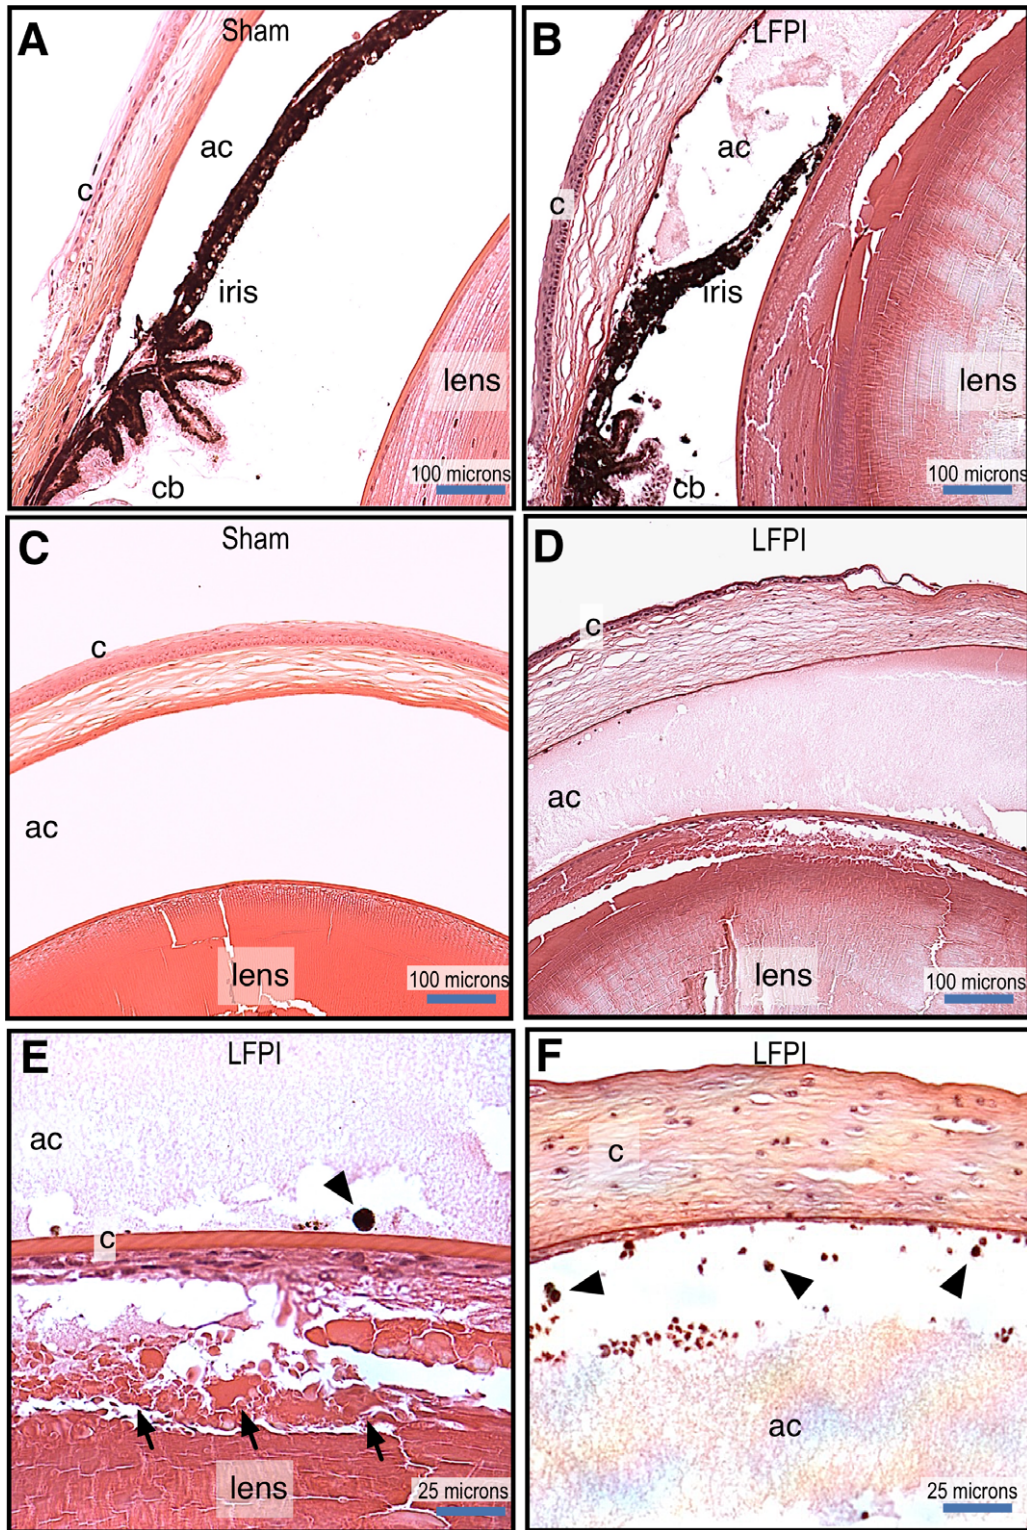 A
Sham
c
ac
iris
lens
cb
100 microns
B
LFPI
ac
c
iris
lens
cb
100 microns
C
Sham
c
ac
lens
100 microns
D
LFPI
c
ac
lens
100 microns
E
LFPI
ac
c
lens
25 microns
F
LFPI
c
ac
25 microns